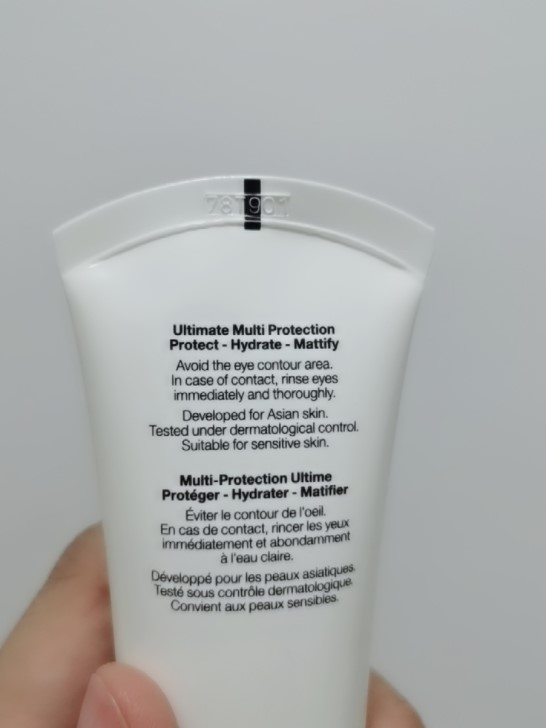 78T901
Ultimate Multi Protection
Protect - Hydrate - Mattify
Avoid the eye contour area.
In case of contact, rinse eyes
immediately and thoroughly.
Developed for Asian skin.
Tested under dermatological control.
Suitable for sensitive skin.
Multi-Protection Ultime
Protéger - Hydrater - Matifier
Éviter le contour de l'oeil.
En cas de contact, rincer les yeux
immédiatement et abondamment
à l'eau claire.
Développé pour les peaux asiatiques.
Testé sous contrôle dermatologique.
Convient aux peaux sensibles.